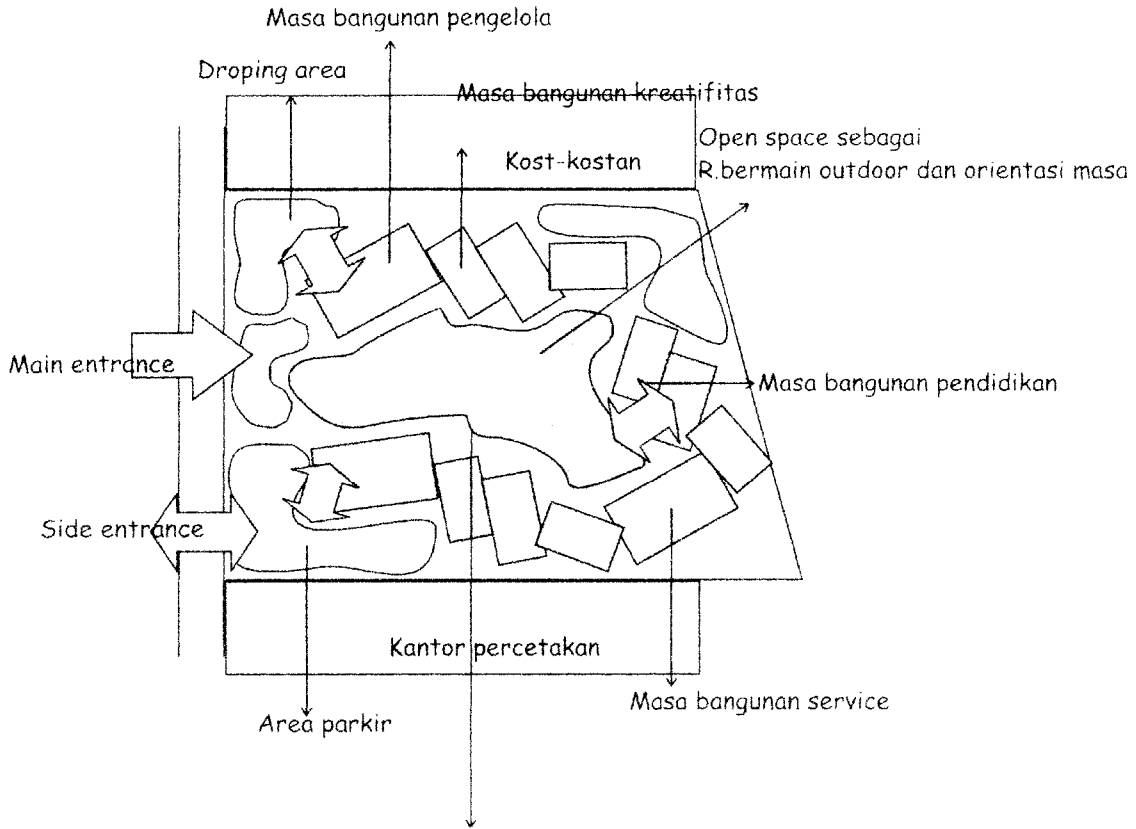 Masa bangunan pengelola
Droping area
Masa bangunan kreatifitas
Open space sebagai
R.bermain outdoor dan orientasi masa
Kost-kostan
Main entrance
Masa bangunan pendidikan
Side entrance
Kantor percetakan
Masa bangunan service
Area parkir